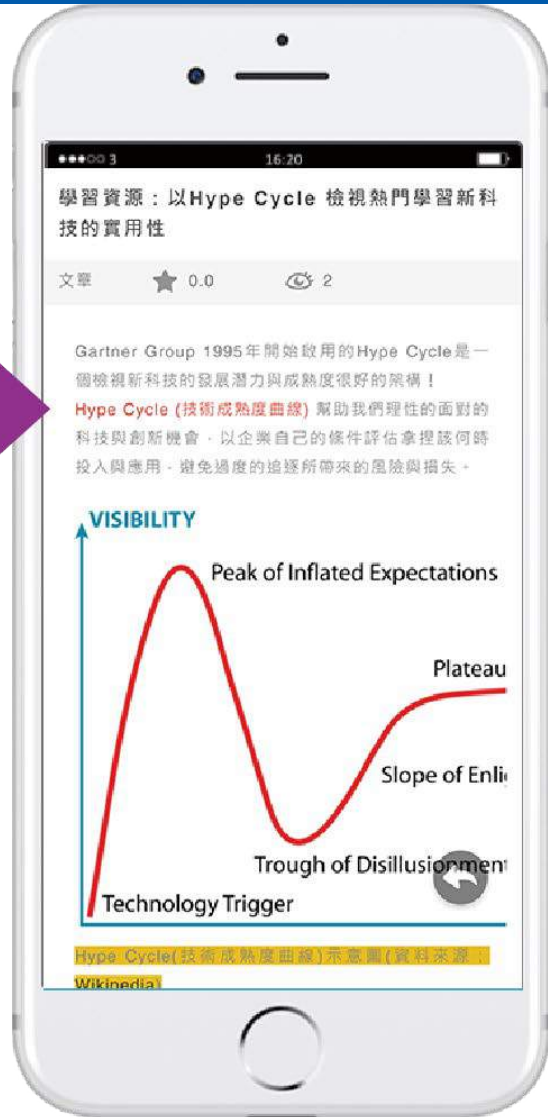 3
16:20
學習資源：以Hype Cycle 檢視熱門學習新科
技的實用性
文章
0.0
2
Gartner Group 1995年開始啟用的Hype Cycle是一
個檢視新科技的發展潛力與成熟度很好的架構！
Hype Cycle (技術成熟度曲線) 幫助我們理性的面對的
科技與創新機會，以企業自己的條件評估拿捏該何時
投入與應用，避免過度的追逐所帶來的風險與損失。
VISIBILITY
Peak of Inflated Expectations
Plateau
Slope of Enli
Trough of Disillusionment
Technology Trigger
Hype Cycle(技術成熟度曲線)示意圖(資料來源：
Wikipedia)